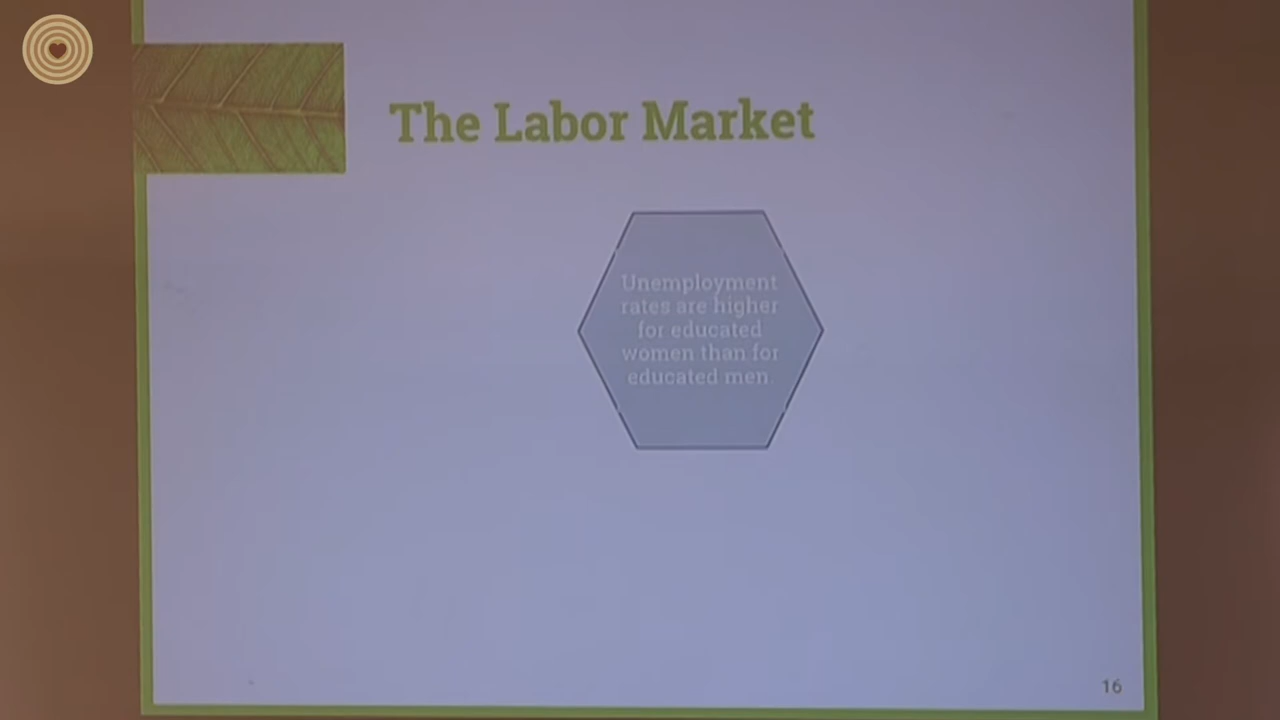 The Labor Market
Unemployment
rates are higher
for educated
women than for
educated men.
16